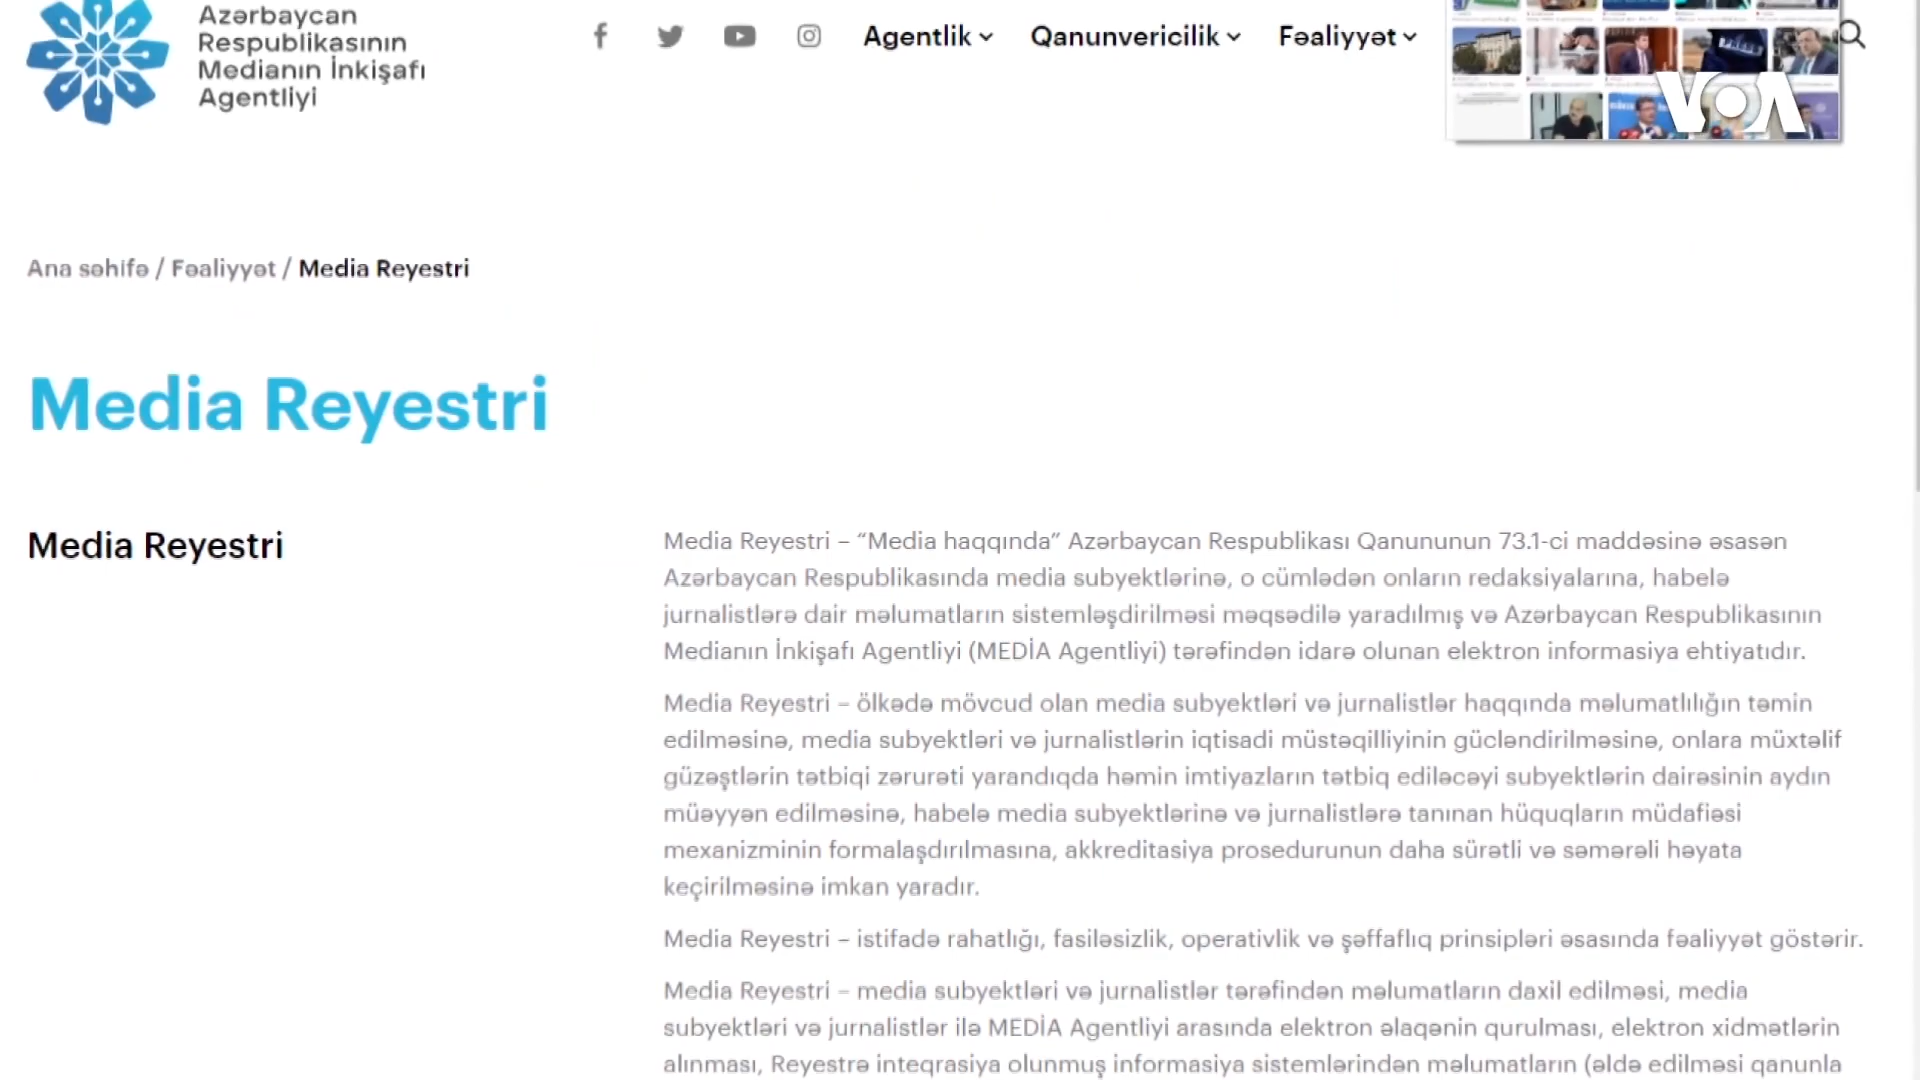 Azərbaycan
Respublikasının
Medianın İnkişafı
Agentliyi
Agentlik
Qanunvericilik
Fəaliyyət
VOA
Ana səhifə / Fəaliyyət / Media Reyestri
Media Reyestri
Media Reyestri
Media Reyestri – “Media haqqında” Azərbaycan Respublikası Qanununun 73.1-ci maddəsinə əsasən
Azərbaycan Respublikasında media subyektlərinə, o cümlədən onların redaksiyalarına, habelə
jurnalistlərə dair məlumatların sistemləşdirilməsi məqsədilə yaradılmış və Azərbaycan Respublikasının
Medianın İnkişafı Agentliyi (MEDİA Agentliyi) tərəfindən idarə olunan elektron informasiya ehtiyatıdır.
Media Reyestri – ölkədə mövcud olan media subyektləri və jurnalistlər haqqında məlumatlılığın təmin
edilməsinə, media subyektləri və jurnalistlərin iqtisadi müstəqilliyinin gücləndirilməsinə, onlara müxtəlif
güzəştlərin tətbiqi zərurəti yarandıqda həmin imtiyazların tətbiq ediləcəyi subyektlərin dairəsinin aydın
müəyyən edilməsinə, habelə media subyektlərinə və jurnalistlərə tanınan hüquqların müdafiəsi
mexanizminin formalaşdırılmasına, akkreditasiya prosedurunun daha sürətli və səmərəli həyata
keçirilməsinə imkan yaradır.
Media Reyestri – istifadə rahatlığı, fasiləsizlik, operativlik və şəffaflıq prinsipləri əsasında fəaliyyət göstərir.
Media Reyestri – media subyektləri və jurnalistlər tərəfindən məlumatların daxil edilməsi, media
subyektləri və jurnalistlər ilə MEDİA Agentliyi arasında elektron əlaqənin qurulması, elektron xidmətlərin
alınması, Reyestrə inteqrasiya olunmuş informasiya sistemlərindən məlumatların (əldə edilməsi qanunla